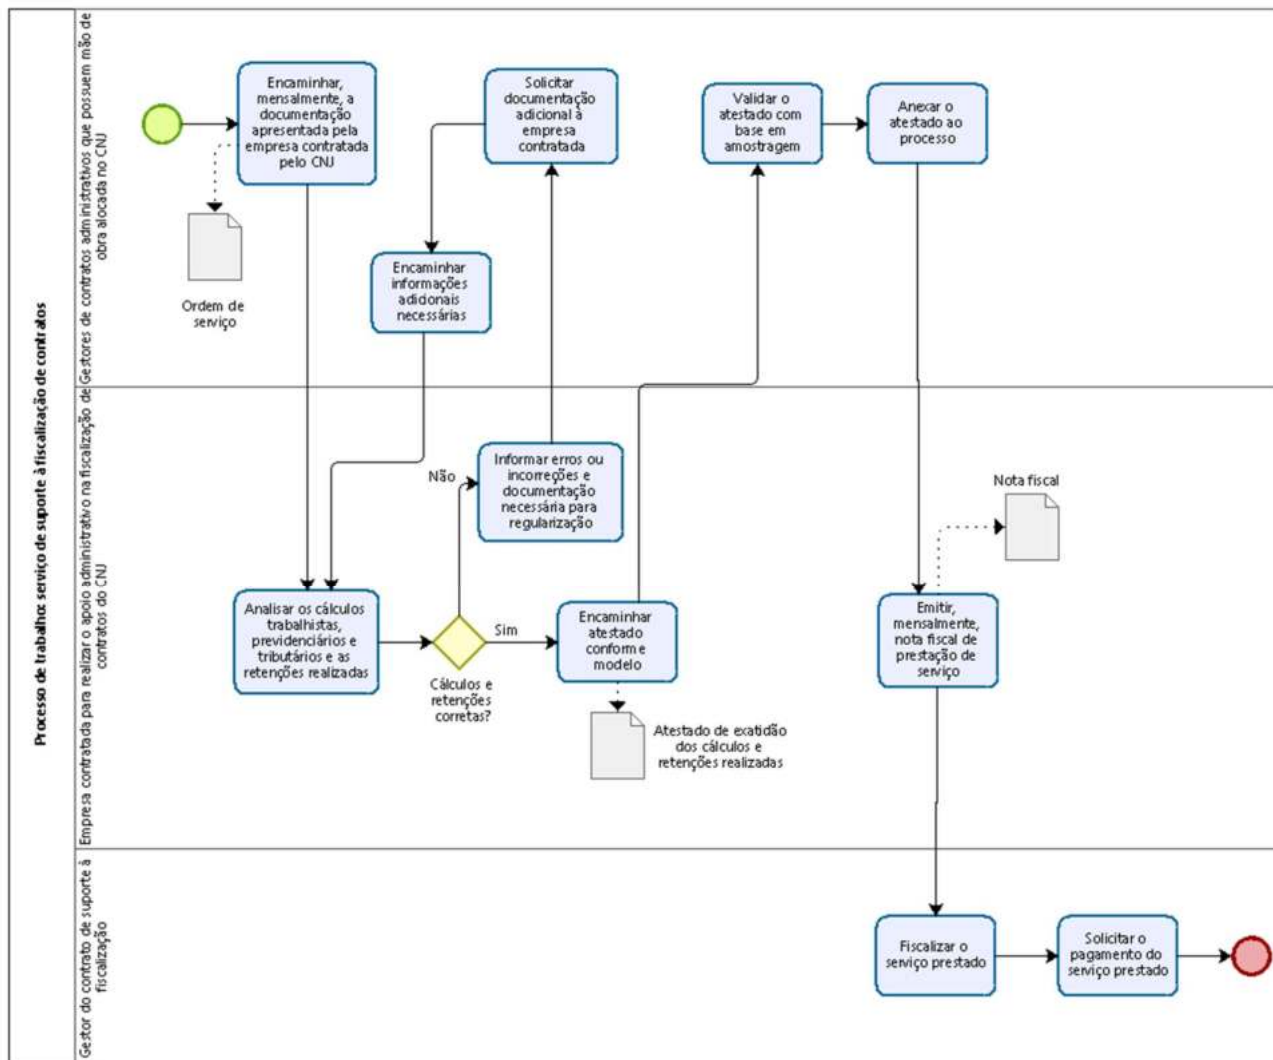 Processo de trabalho: serviço de suporte à fiscalização de contratos
Gestores de contratos administrativos que possuem mão de
obra alocada no CNJ
Encaminhar,
mensalmente, a
documentação
apresentada pela
empresa contratada
pelo CNJ
Ordem de
serviço
Solicitar
documentação
adicional à
empresa
contratada
Encaminhar
informações
adicionais
necessárias
Validar o
atestado com
base em
amostragem
Anexar o
atestado ao
processo
Empresa contratada para realizar o apoio administrativo na fiscalização de
contratos do CNJ
Analisar os cálculos
trabalhistas,
previdenciários e
tributários e as
retenções realizadas
Cálculos e
retenções
corretas?
Não
Informar erros ou
incorreções e
documentação
necessária para
regularização
Sim
Encaminhar
atestado
conforme
modelo
Atestado de exatidão
dos cálculos e
retenções realizadas
Nota fiscal
Emitir,
mensalmente,
nota fiscal de
prestação de
serviço
Gestor do contrato de suporte à
fiscalização
Fiscalizar o
serviço prestado
Solicitar o
pagamento do
serviço prestado